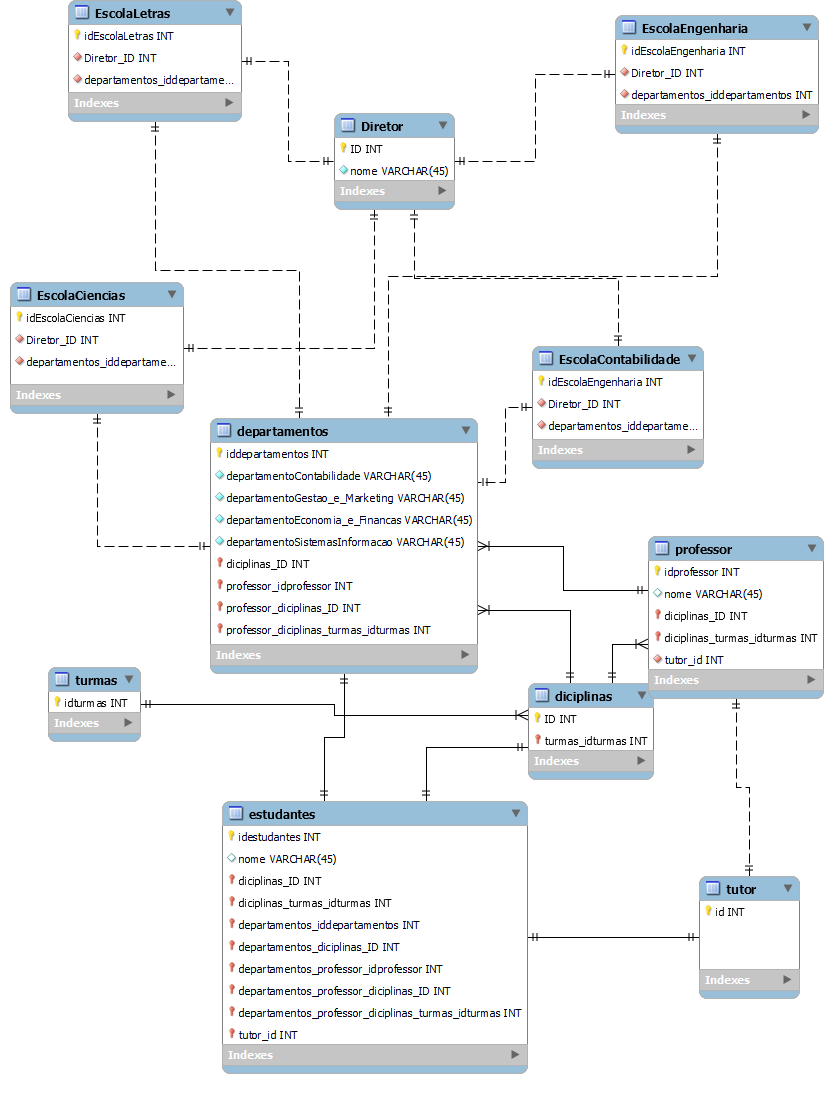 EscolaLetras
idEscolaLetras INT
Diretor_ID INT
departamentos_iddepartame...
Indexes
EscolaEngenharia
idEscolaEngenharia INT
Diretor_ID INT
departamentos_iddepartamentos INT
Indexes
Diretor
ID INT
nome VARCHAR(45)
Indexes
EscolaCiencias
idEscolaCiencias INT
Diretor_ID INT
departamentos_iddepartame...
Indexes
EscolaContabilidade
idEscolaEngenharia INT
Diretor_ID INT
departamentos_iddepartame...
Indexes
departamentos
iddepartamentos INT
departamentoContabilidade VARCHAR(45)
departamentoGestao_e_Marketing VARCHAR(45)
departamentoEconomia_e_Financas VARCHAR(45)
departamentoSistemasInformacao VARCHAR(45)
diciplinas_ID INT
professor_idprofessor INT
professor_diciplinas_ID INT
professor_diciplinas_turmas_idturmas INT
Indexes
professor
idprofessor INT
nome VARCHAR(45)
diciplinas_ID INT
diciplinas_turmas_idturmas INT
tutor_id INT
Indexes
turmas
idturmas INT
Indexes
diciplinas
ID INT
turmas_idturmas INT
Indexes
estudantes
idestudantes INT
nome VARCHAR(45)
diciplinas_ID INT
diciplinas_turmas_idturmas INT
departamentos_iddepartamentos INT
departamentos_diciplinas_ID INT
departamentos_professor_idprofessor INT
departamentos_professor_diciplinas_ID INT
departamentos_professor_diciplinas_turmas_idturmas INT
tutor_id INT
Indexes
tutor
id INT
Indexes